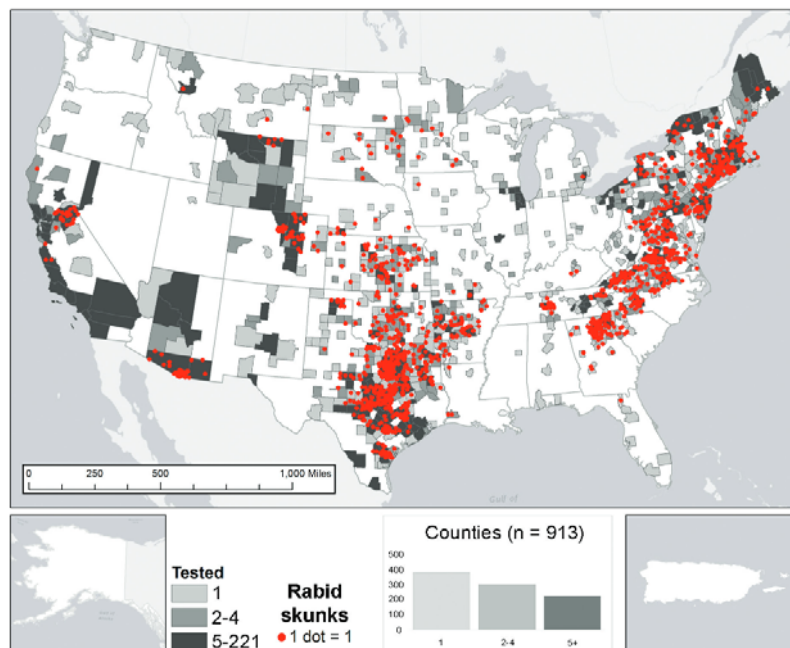 0 250 500 1,000 Miles
Gulf of
Tested
1
2-4
5-221
Rabid
skunks
1 dot = 1
Counties (n = 913)
500
400
300
200
100
0
1 2-4 5+